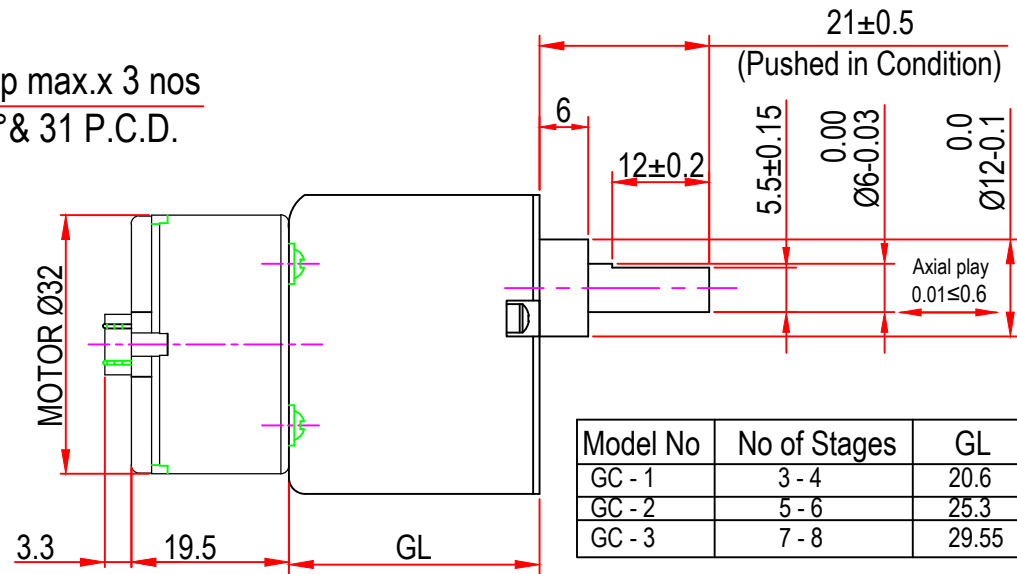 p max.x 3 nos
°& 31 P.C.D.
21±0.5
(Pushed in Condition)
6
12±0.2
5.5±0.15
0.00
Ø6-0.03
0.0
Ø12-0.1
Axial play
0.01≤0.6
MOTOR Ø32
3.3
19.5
GL
Model No No of Stages GL
GC - 1 3 - 4 20.6
GC - 2 5 - 6 25.3
GC - 3 7 - 8 29.55